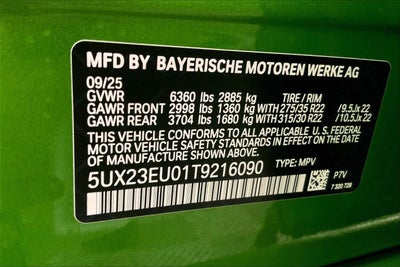 MFD BY BAYERISCHE MOTOREN WERKE AG
09/25
GVWR 6360 lbs 2885 kg TIRE / RIM
GAWR FRONT 2998 lbs 1360 kg 275/35 R22 / 9.5Jx 22
GAWR REAR 3704 lbs 1680 kg 315/30 R22 / 10.5Jx 22
THIS VEHICLE CONFORMS TO ALL APPLICABLE U.S. FEDERAL
MOTOR VEHICLE SAFETY STANDARDS IN EFFECT
ON THE DATE OF MANUFACTURE SHOWN ABOVE.
5UX23EU01T9216090 TYPE: MPV
P7V
7 320 729